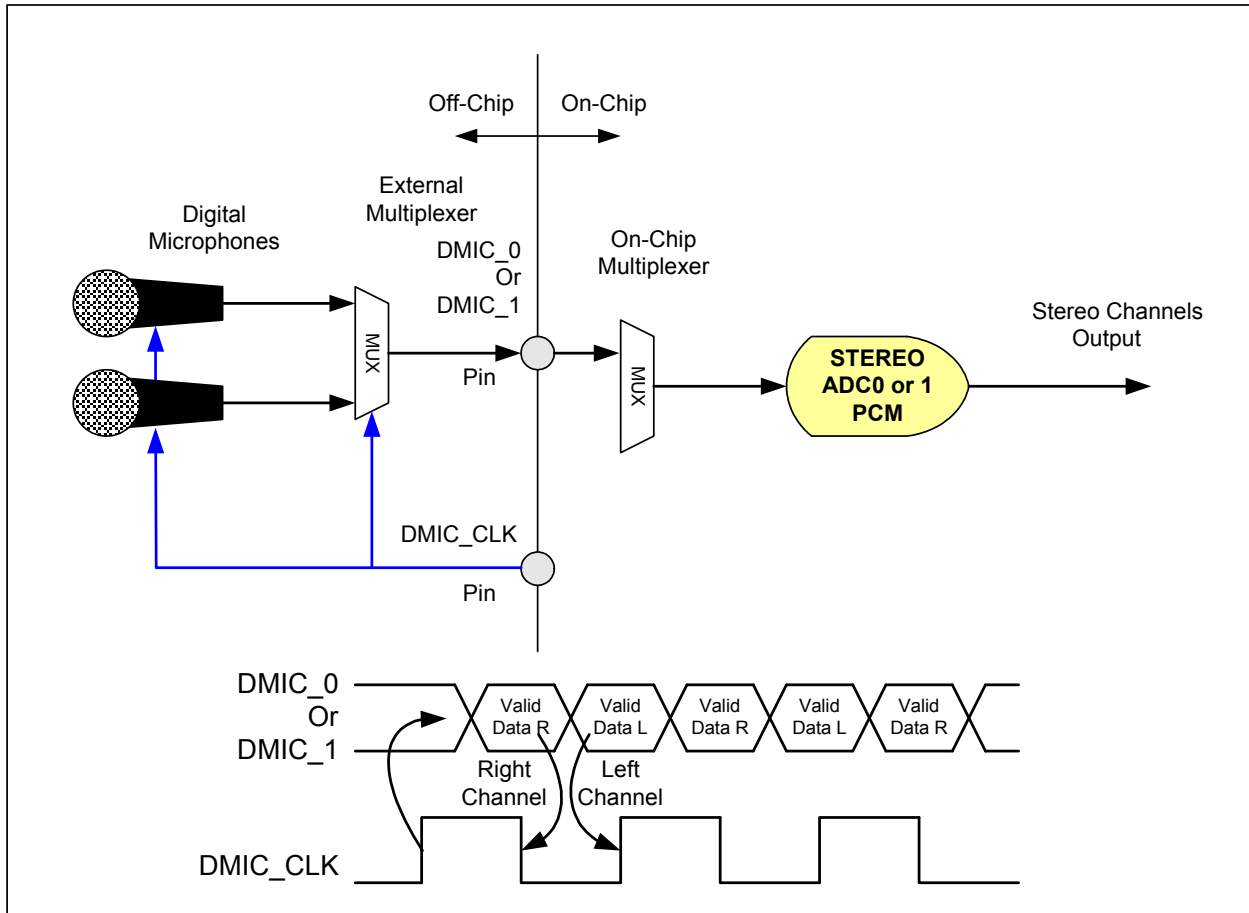 Off-Chip
On-Chip
External
Multiplexer
Digital
Microphones
DMIC_0
Or
DMIC_1
On-Chip
Multiplexer
Stereo Channels
Output
MUX
MUX
Pin
STEREO
ADC0 or 1
PCM
DMIC_CLK
Pin
DMIC_0
Or
DMIC_1
Valid
Data R
Valid
Data L
Valid
Data R
Valid
Data L
Valid
Data R
Right
Channel
Left
Channel
DMIC_CLK